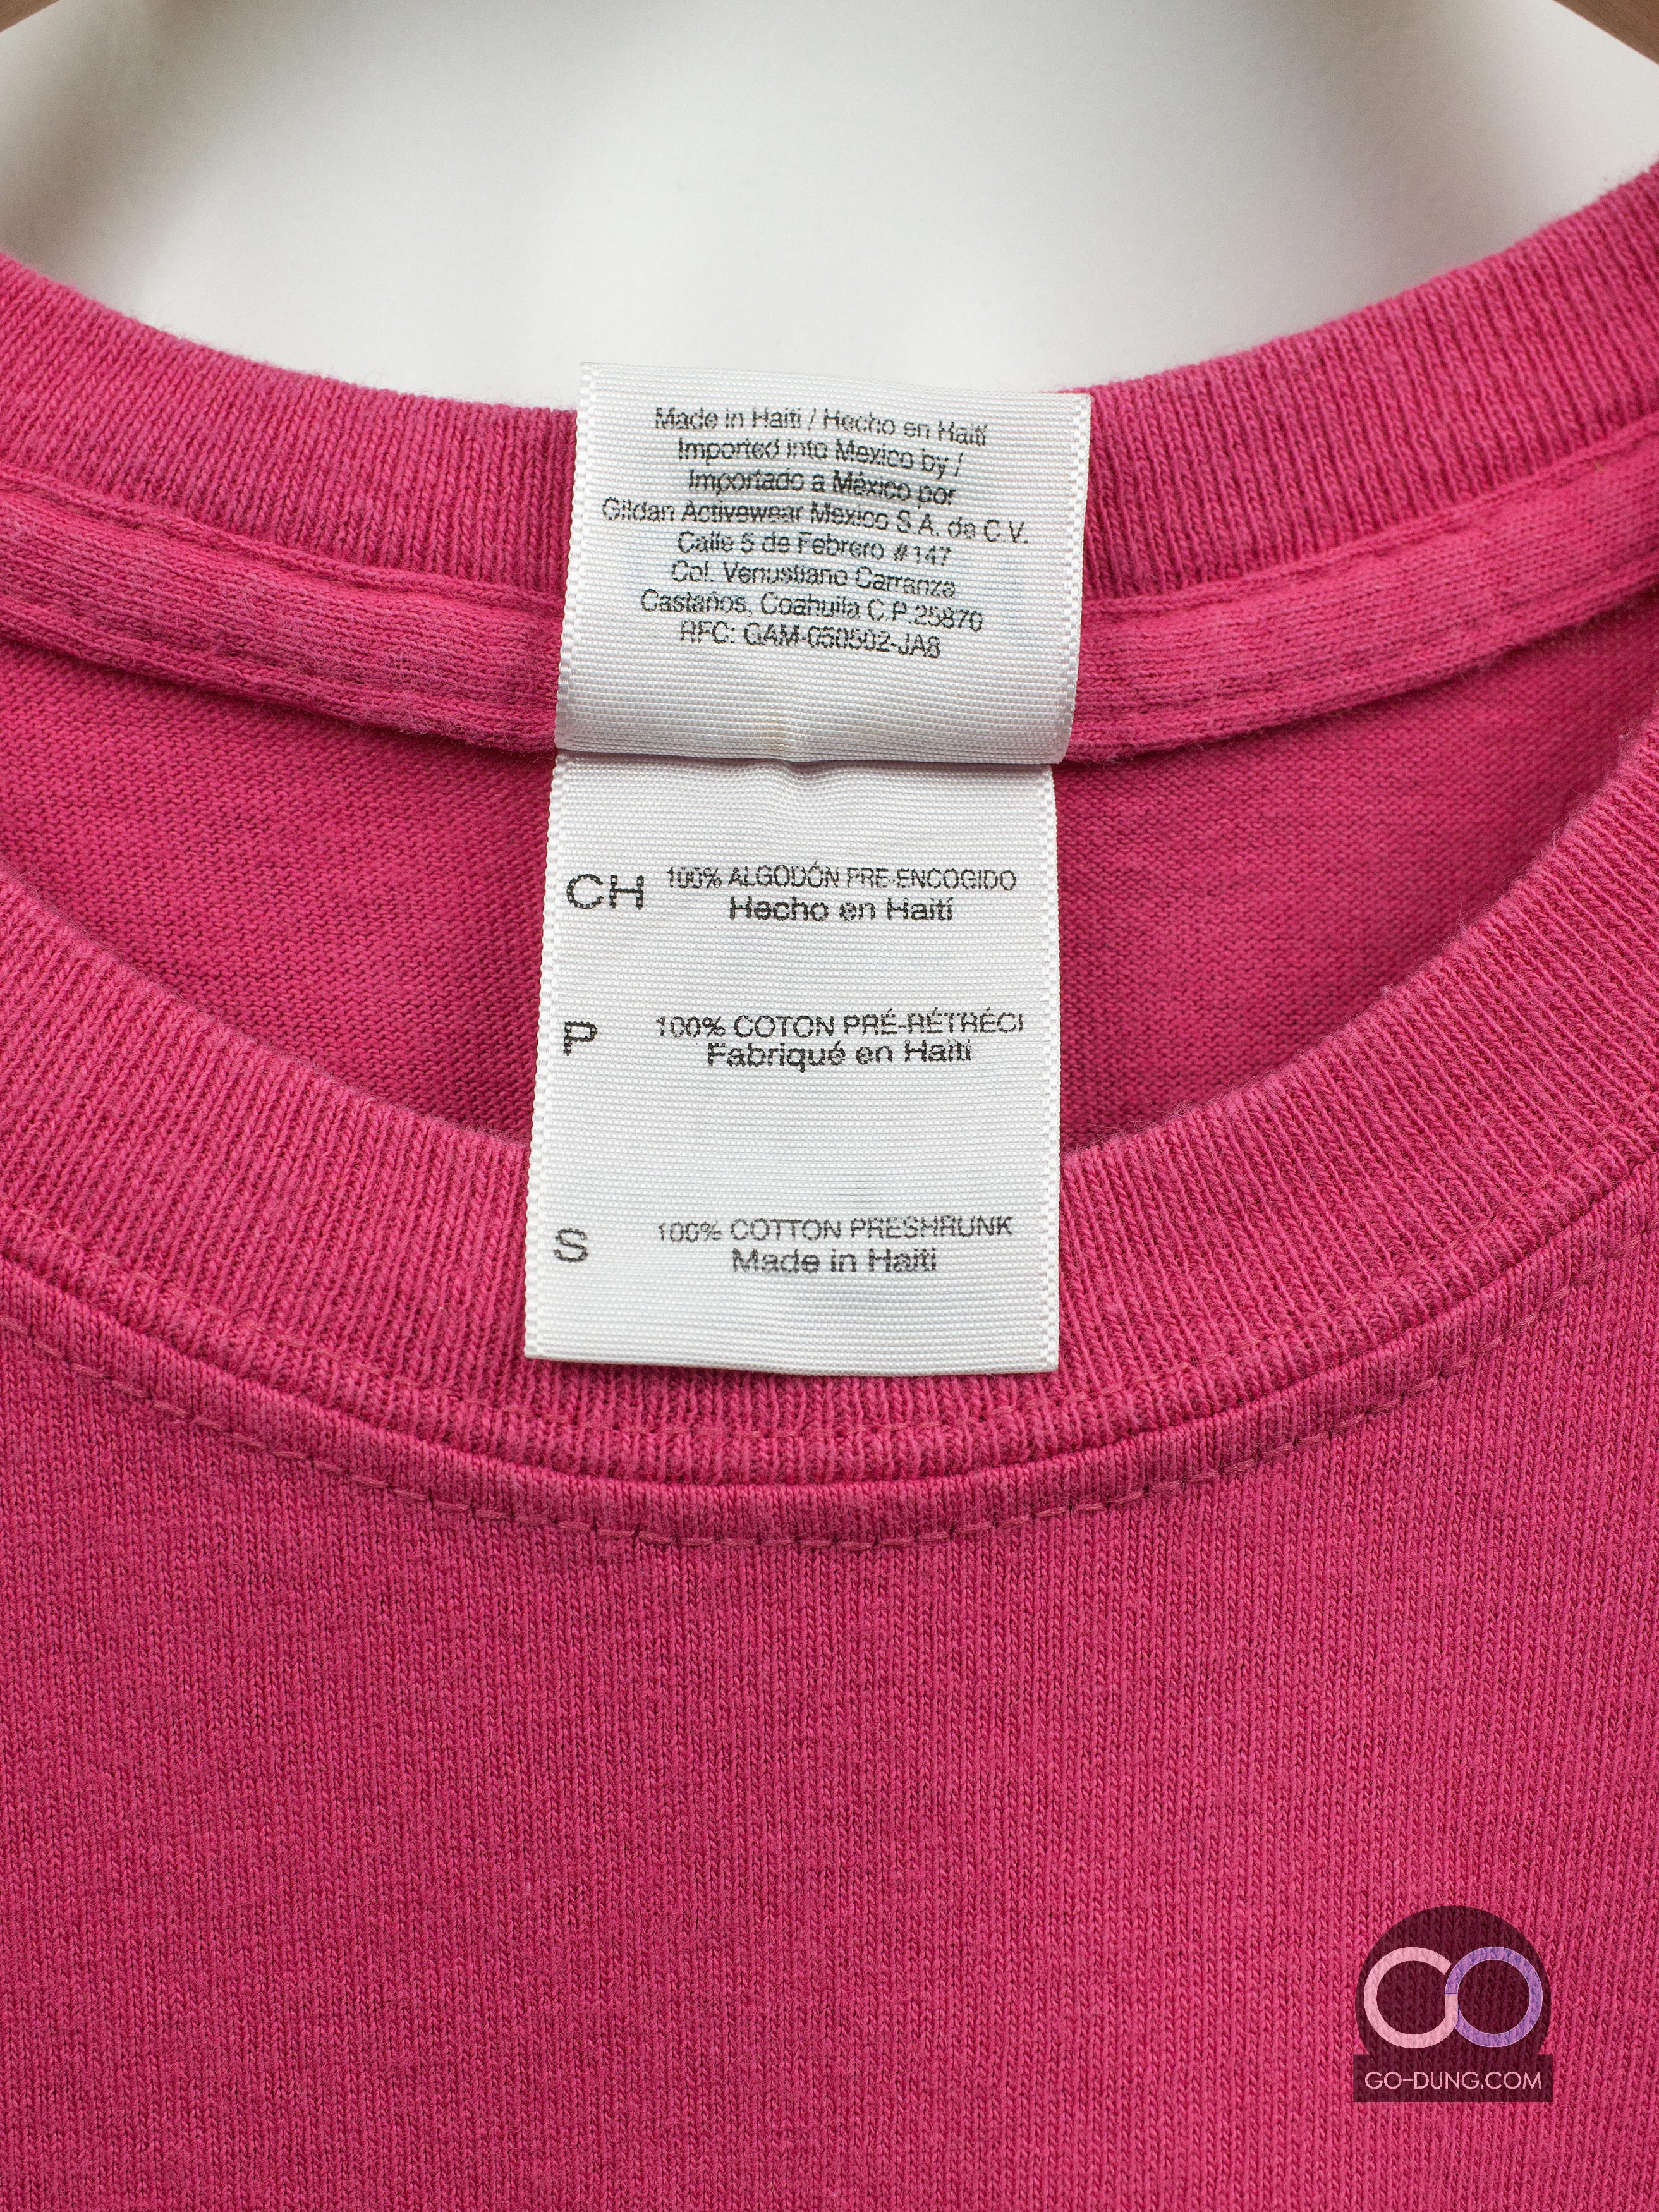 Made in Haiti / Hecho en Haití
Imported into Mexico by /
Importado a México por
Gildan Activewear Mexico S.A. de C.V.
Calle 5 de Febrero #147
Col. Venustiano Carranza
Castaños, Coahuila C.P.25870
RFC: GAM-050502-JA8
CH 100% ALGODÓN PRE-ENCOGIDO
Hecho en Haití
P 100% COTON PRÉ-RÉTRÉCI
Fabriqué en Haïti
S 100% COTTON PRESHRUNK
Made in Haiti
GO-DUNG.COM